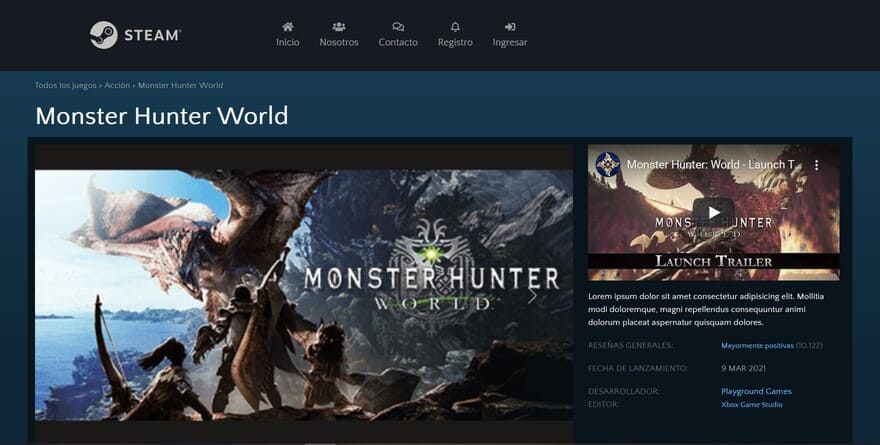 STEAM®
Inicio
Nosotros
Contacto
Registro
Ingresar
Todos los juegos » Acción » Monster Hunter World
Monster Hunter World
MONSTER HUNTER
WORLD
Monster Hunter: World - Launch T...
MONSTER HUNTER
WORLD
LAUNCH TRAILER
Lorem ipsum dolor sit amet consectetur adipisicing elit. Mollitia
modi doloremque, magni repellendus consequuntur animi
dolorum placeat aspernatur quisquam dolores.
RESEÑAS GENERALES: Mayormente positivas (10,122)
FECHA DE LANZAMIENTO: 9 MAR 2021
DESARROLLADOR: Playground Games
EDITOR: Xbox Game Studio